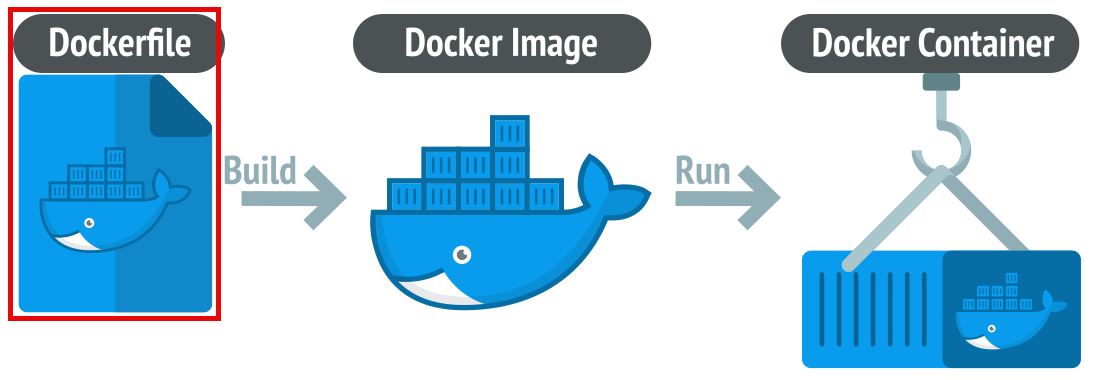 Dockerfile
Docker Image
Docker Container
Build
Run